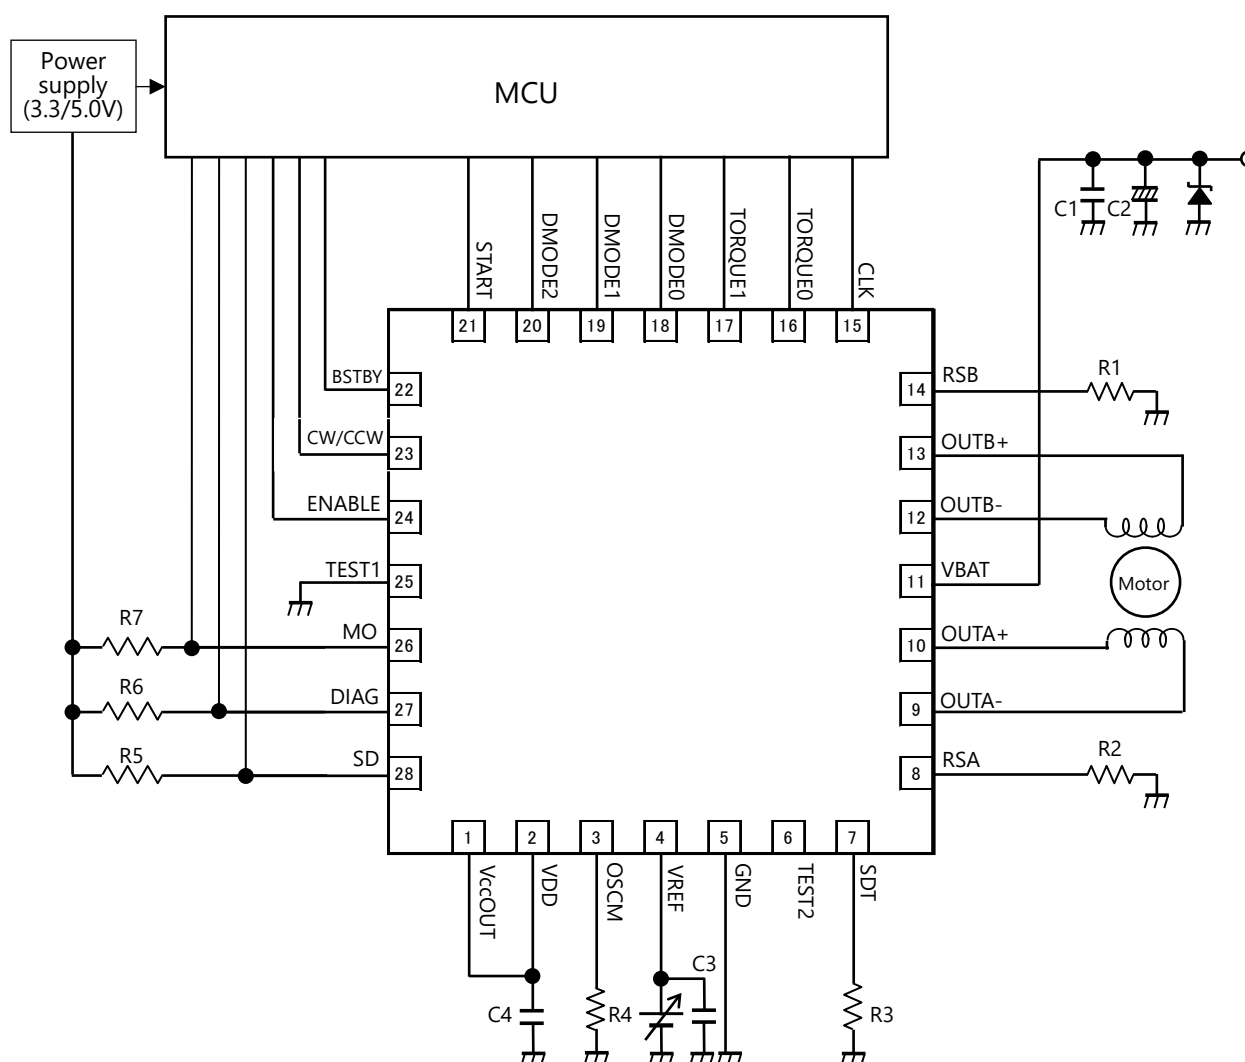 Power
supply
(3.3/5.0V)
MCU
START
DMODE2
DMODE1
DMODE0
TORQUE1
TORQUE0
CLK
C1
C2
21
20
19
18
17
16
15
BSTBY
22
CW/CCW
23
ENABLE
24
TEST1
25
R7
MO
26
R6
DIAG
27
R5
SD
28
14
RSB
R1
13
OUTB+
12
OUTB-
11
VBAT
Motor
10
OUTA+
9
OUTA-
8
RSA
R2
1
2
3
4
5
6
7
VccOUT
VDD
OSCM
VREF
GND
TEST2
SDT
C4
R4
C3
R3